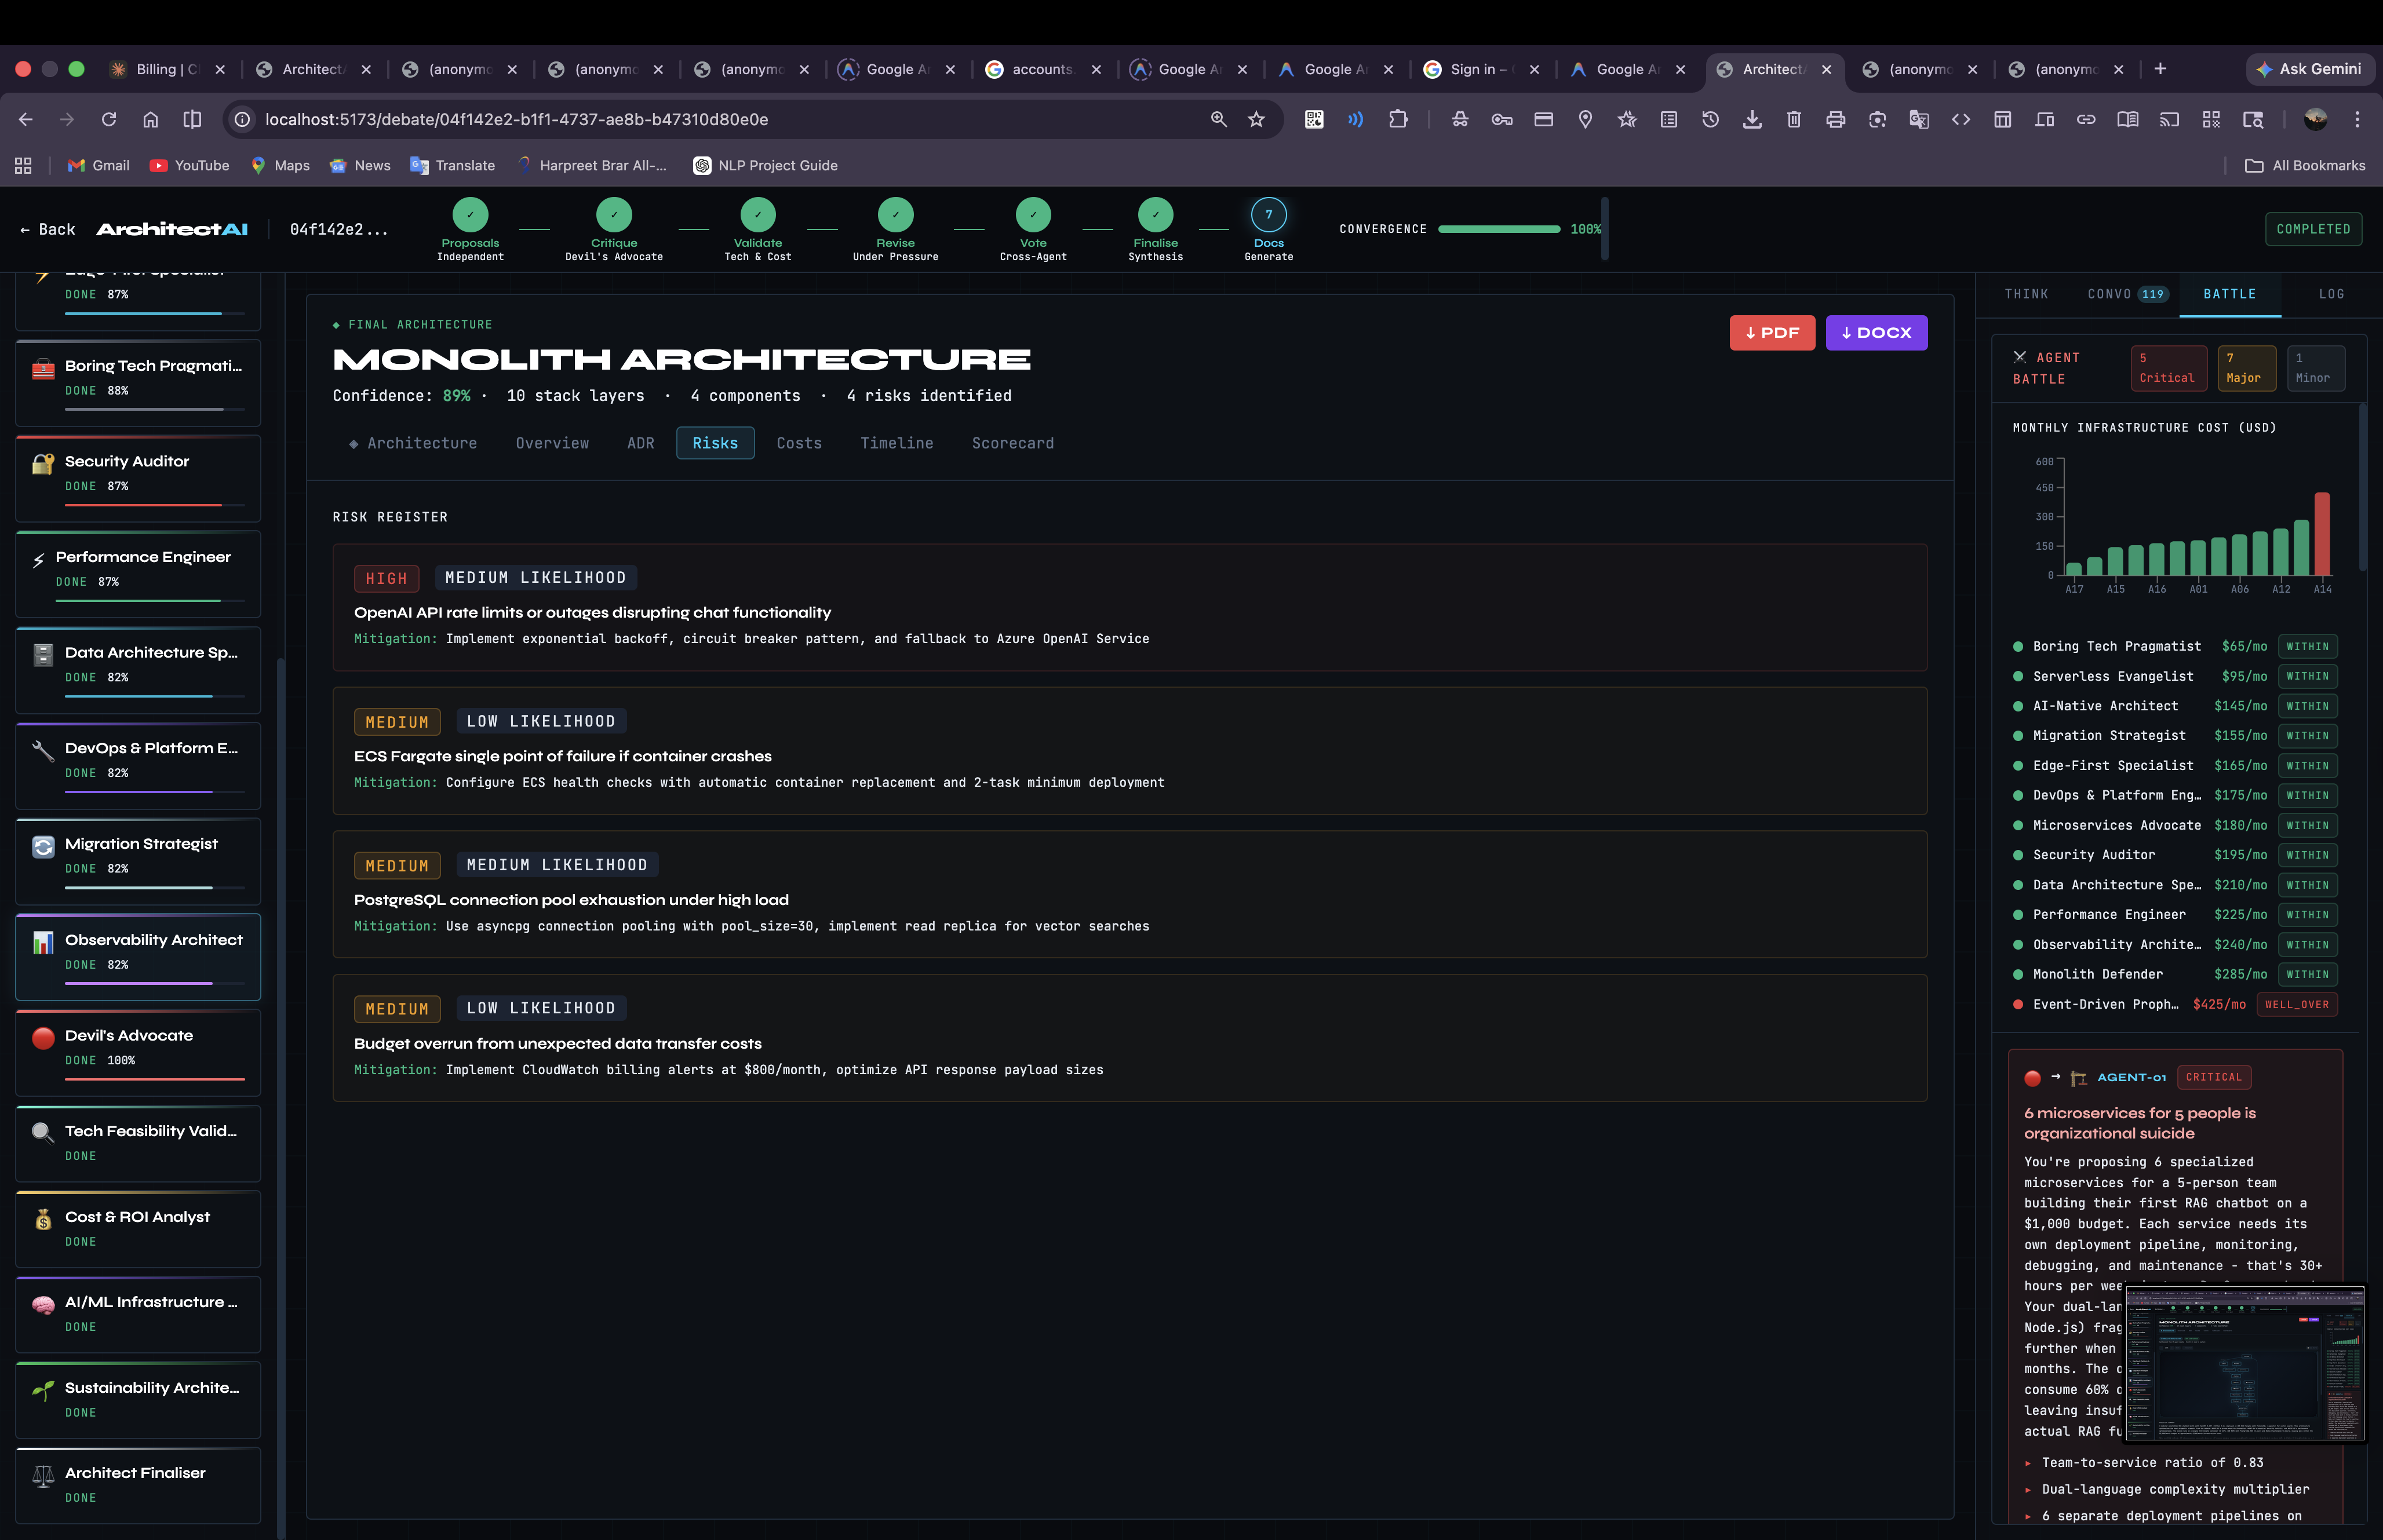 Billing | C
Architect
(anonymo
(anonymo
(anonymo
Google Ar
accounts.
Google Ar
Google Ar
Sign in –
Google Ar
Architect
(anonymo
(anonymo
Ask Gemini
localhost:5173/debate/04f142e2-b1f1-4737-ae8b-b47310d80e0e
Gmail
YouTube
Maps
News
Translate
Harpreet Brar All-...
NLP Project Guide
All Bookmarks
← Back
ArchitectAI
04f142e2...
Proposals
Independent
Critique
Devil's Advocate
Validate
Tech & Cost
Revise
Under Pressure
Vote
Cross-Agent
Finalise
Synthesis
7
Docs
Generate
CONVERGENCE
100%
COMPLETED
DONE 87%
Boring Tech Pragmati...
DONE 88%
Security Auditor
DONE 87%
Performance Engineer
DONE 87%
Data Architecture Sp...
DONE 82%
DevOps & Platform E...
DONE 82%
Migration Strategist
DONE 82%
Observability Architect
DONE 82%
Devil's Advocate
DONE 100%
Tech Feasibility Valid...
DONE
Cost & ROI Analyst
DONE
AI/ML Infrastructure ...
DONE
Sustainability Archite...
DONE
Architect Finaliser
DONE
◆ FINAL ARCHITECTURE
MONOLITH ARCHITECTURE
Confidence: 89% · 10 stack layers · 4 components · 4 risks identified
↓ PDF
↓ DOCX
◆ Architecture
Overview
ADR
Risks
Costs
Timeline
Scorecard
RISK REGISTER
HIGH MEDIUM LIKELIHOOD
OpenAI API rate limits or outages disrupting chat functionality
Mitigation: Implement exponential backoff, circuit breaker pattern, and fallback to Azure OpenAI Service
MEDIUM LOW LIKELIHOOD
ECS Fargate single point of failure if container crashes
Mitigation: Configure ECS health checks with automatic container replacement and 2-task minimum deployment
MEDIUM MEDIUM LIKELIHOOD
PostgreSQL connection pool exhaustion under high load
Mitigation: Use asyncpg connection pooling with pool_size=30, implement read replica for vector searches
MEDIUM LOW LIKELIHOOD
Budget overrun from unexpected data transfer costs
Mitigation: Implement CloudWatch billing alerts at $800/month, optimize API response payload sizes
THINK
CONVO 119
BATTLE
LOG
AGENT
BATTLE
5
Critical
7
Major
1
Minor
MONTHLY INFRASTRUCTURE COST (USD)
600
450
300
150
0
A17 A15 A16 A01 A06 A12 A14
Boring Tech Pragmatist $65/mo WITHIN
Serverless Evangelist $95/mo WITHIN
AI-Native Architect $145/mo WITHIN
Migration Strategist $155/mo WITHIN
Edge-First Specialist $165/mo WITHIN
DevOps & Platform Eng… $175/mo WITHIN
Microservices Advocate $180/mo WITHIN
Security Auditor $195/mo WITHIN
Data Architecture Spe… $210/mo WITHIN
Performance Engineer $225/mo WITHIN
Observability Archite… $240/mo WITHIN
Monolith Defender $285/mo WITHIN
Event-Driven Proph… $425/mo WELL_OVER
→ AGENT-01 CRITICAL
6 microservices for 5 people is
organizational suicide
You're proposing 6 specialized
microservices for a 5-person team
building their first RAG chatbot on a
$1,000 budget. Each service needs its
own deployment pipeline, monitoring,
debugging, and maintenance - that's 30+
hours per wee
Your dual-lan
Node.js) frag
further when
months. The
consume 60%
leaving insuf
actual RAG fu
▸ Team-to-service ratio of 0.83
▸ Dual-language complexity multiplier
▸ 6 separate deployment pipelines on